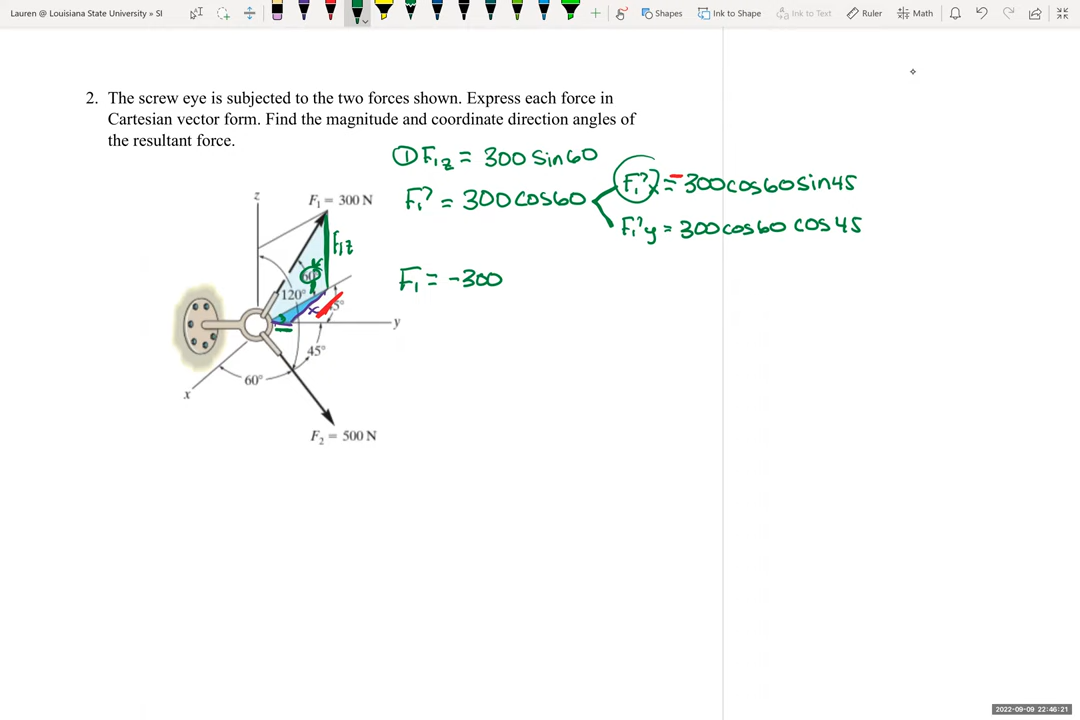 Lauren @ Louisiana State University » SI
Shapes
Ink to Shape
Ink to Text
Ruler
Math
2. The screw eye is subjected to the two forces shown. Express each force in
Cartesian vector form. Find the magnitude and coordinate direction angles of
the resultant force.
① F1z = 300 sin60
F1? = 300cos60
F1?x = -300cos60sin45
F1?y = 300cos60 cos45
F1 = -300
z
F1 = 300 N
F1z
60°
120°
x
y
45°
60°
x
F2 = 500 N
2022-09-09 22:46:21